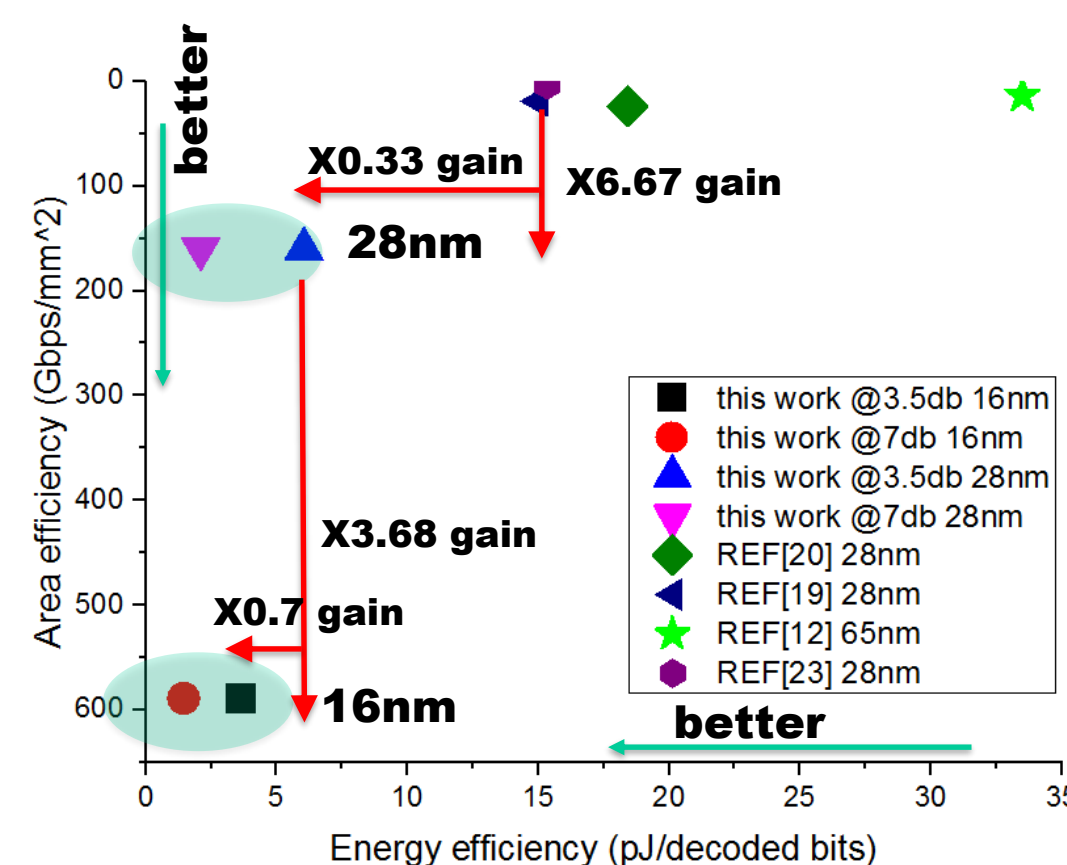 better
0
100
200
300
400
500
600
Area efficiency (Gbps/mm^2)
X0.33 gain
X6.67 gain
28nm
X3.68 gain
X0.7 gain
16nm
this work @3.5db 16nm
this work @7db 16nm
this work @3.5db 28nm
this work @7db 28nm
REF[20] 28nm
REF[19] 28nm
REF[12] 65nm
REF[23] 28nm
better
0 5 10 15 20 25 30 35
Energy efficiency (pJ/decoded bits)